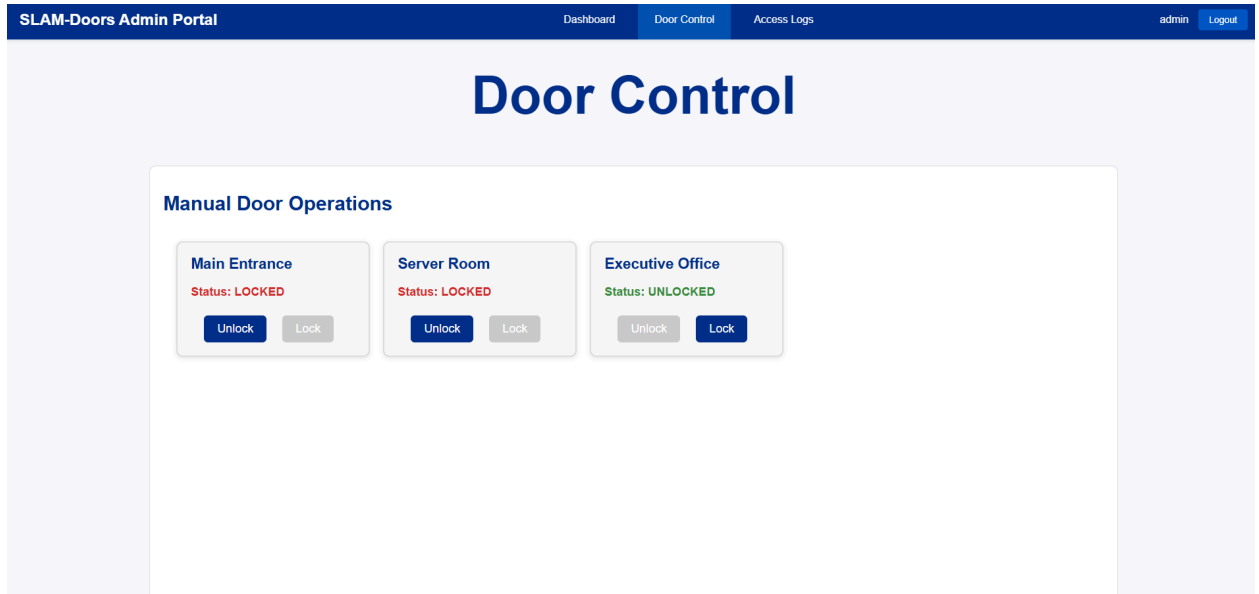 SLAM-Doors Admin Portal Dashboard Door Control Access Logs admin Logout
Door Control
Manual Door Operations
Main Entrance Server Room Executive Office
Status: LOCKED Status: LOCKED Status: UNLOCKED
Unlock Lock Unlock Lock Unlock Lock